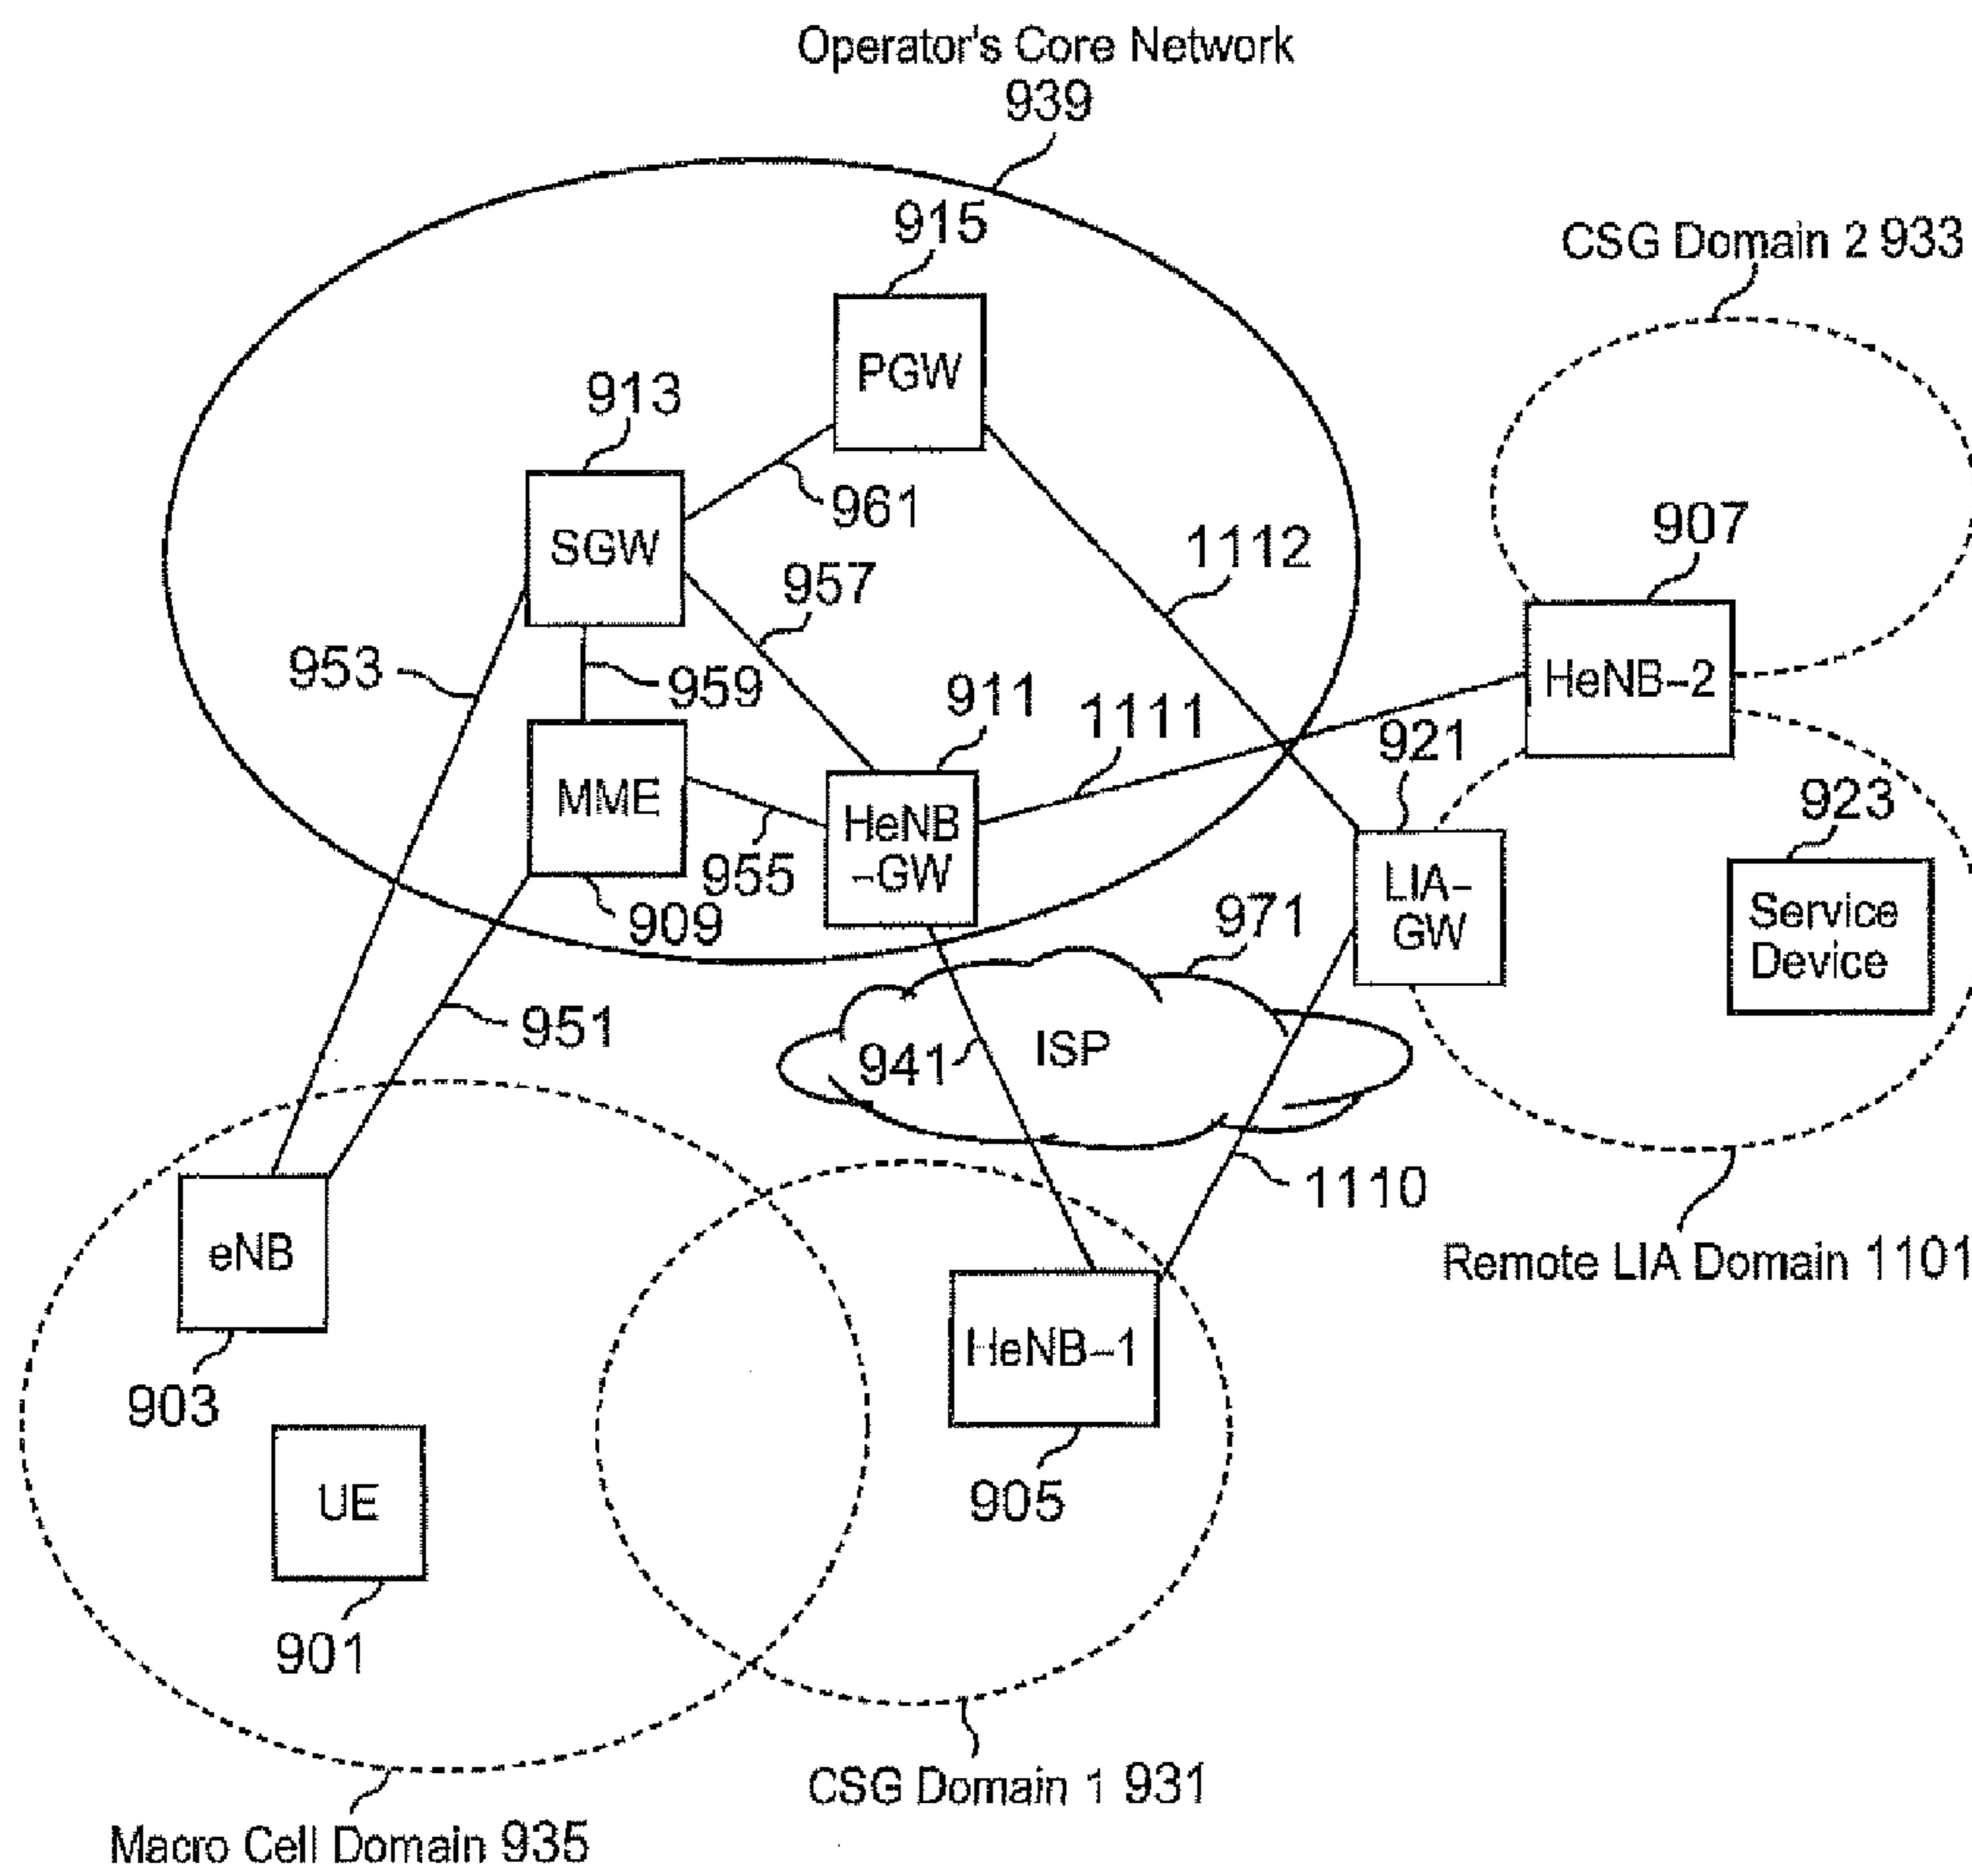 Operator's Core Network
939
915
CSG Domain 2 933
PGW
913
907
961
1112
SGW
957
HeNB-2
953
959
911
1111
921
MME
HeNB
-GW
923
955
LIA-
GW
971
909
Service
Device
951
941
ISP
1110
eNB
Remote LIA Domain 1101
HeNB-1
903
UE
905
901
CSG Domain 1 931
Macro Cell Domain 935